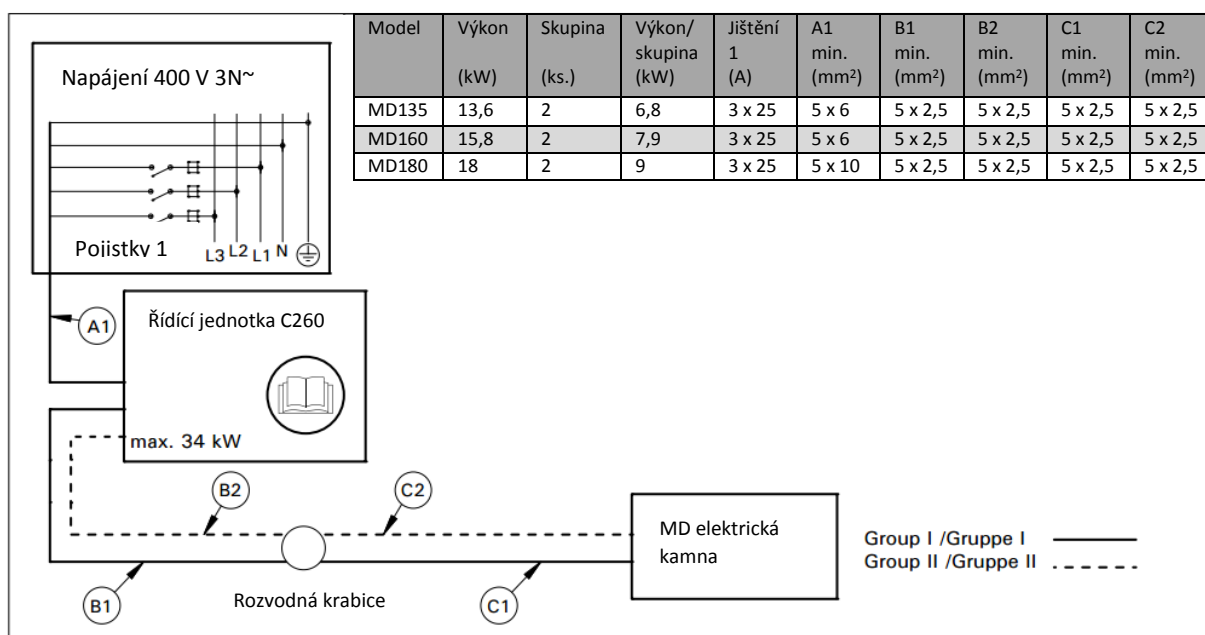 Napájení 400 V 3N~
Pojistky 1
L3 L2 L1 N
Model Výkon (kW) Skupina (ks.) Výkon/ skupina (kW) Jištění 1 (A) A1 min. (mm²) B1 min. (mm²) B2 min. (mm²) C1 min. (mm²) C2 min. (mm²)
MD135 13,6 2 6,8 3 x 25 5 x 6 5 x 2,5 5 x 2,5 5 x 2,5 5 x 2,5
MD160 15,8 2 7,9 3 x 25 5 x 6 5 x 2,5 5 x 2,5 5 x 2,5 5 x 2,5
MD180 18 2 9 3 x 25 5 x 10 5 x 2,5 5 x 2,5 5 x 2,5 5 x 2,5
A1
Řídící jednotka C260
max. 34 kW
B2
C2
MD elektrická
kamna
Group I /Gruppe I
Group II /Gruppe II
B1
Rozvodná krabice
C1